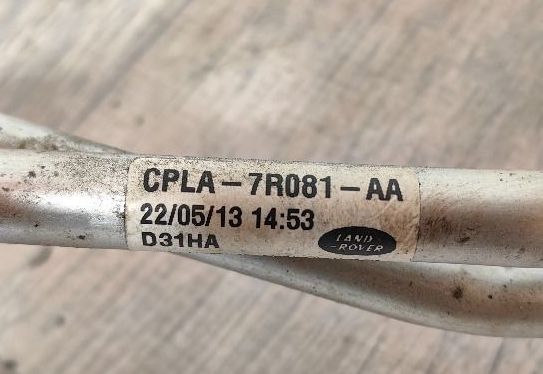 CPLA-7R081-AA
22/05/13 14:53
D31HA
LAND
-ROVER